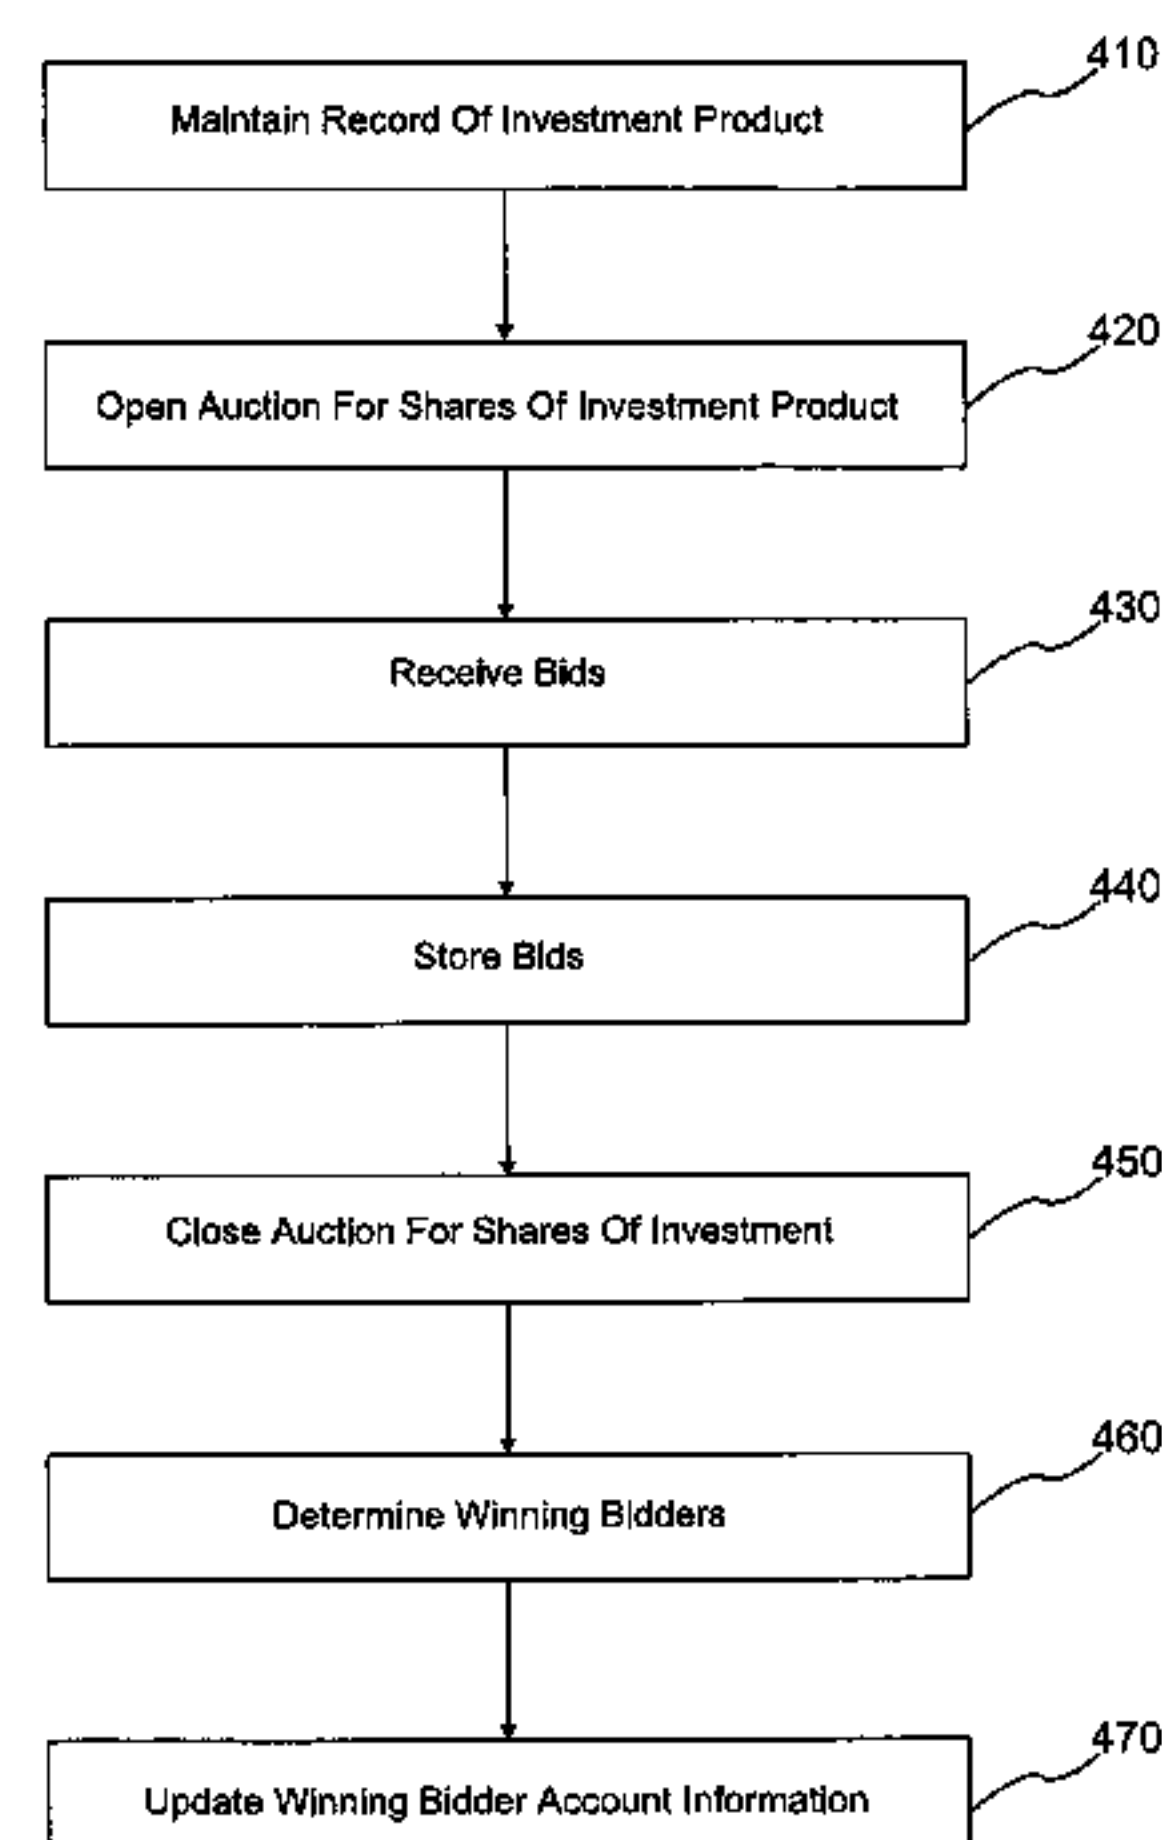 410
Maintain Record Of Investment Product
420
Open Auction For Shares Of Investment Product
430
Receive Bids
440
Store Bids
450
Close Auction For Shares Of Investment
460
Determine Winning Bidders
470
Update Winning Bidder Account Information